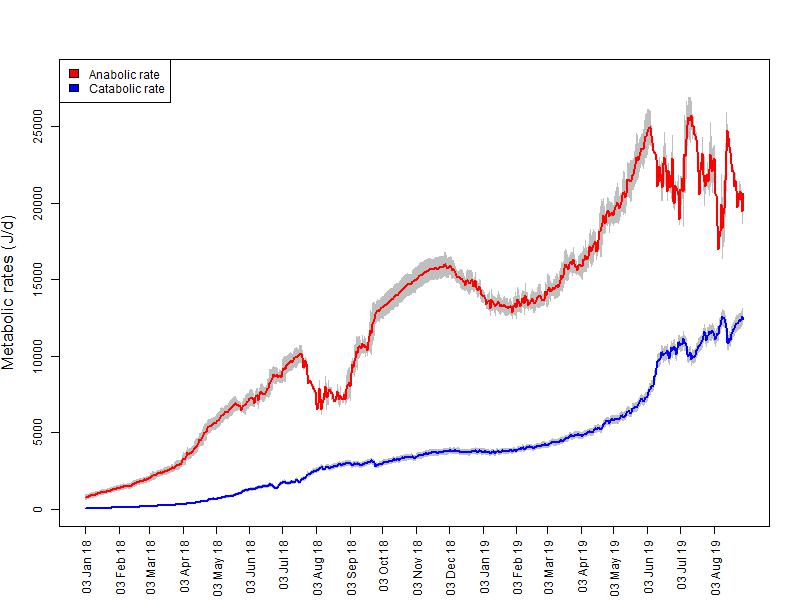 Anabolic rate
Catabolic rate
Metabolic rates (J/d)
25000
20000
15000
10000
5000
0
03 Jan 18
03 Feb 18
03 Mar 18
03 Apr 18
03 May 18
03 Jun 18
03 Jul 18
03 Aug 18
03 Sep 18
03 Oct 18
03 Nov 18
03 Dec 18
03 Jan 19
03 Feb 19
03 Mar 19
03 Apr 19
03 May 19
03 Jun 19
03 Jul 19
03 Aug 19